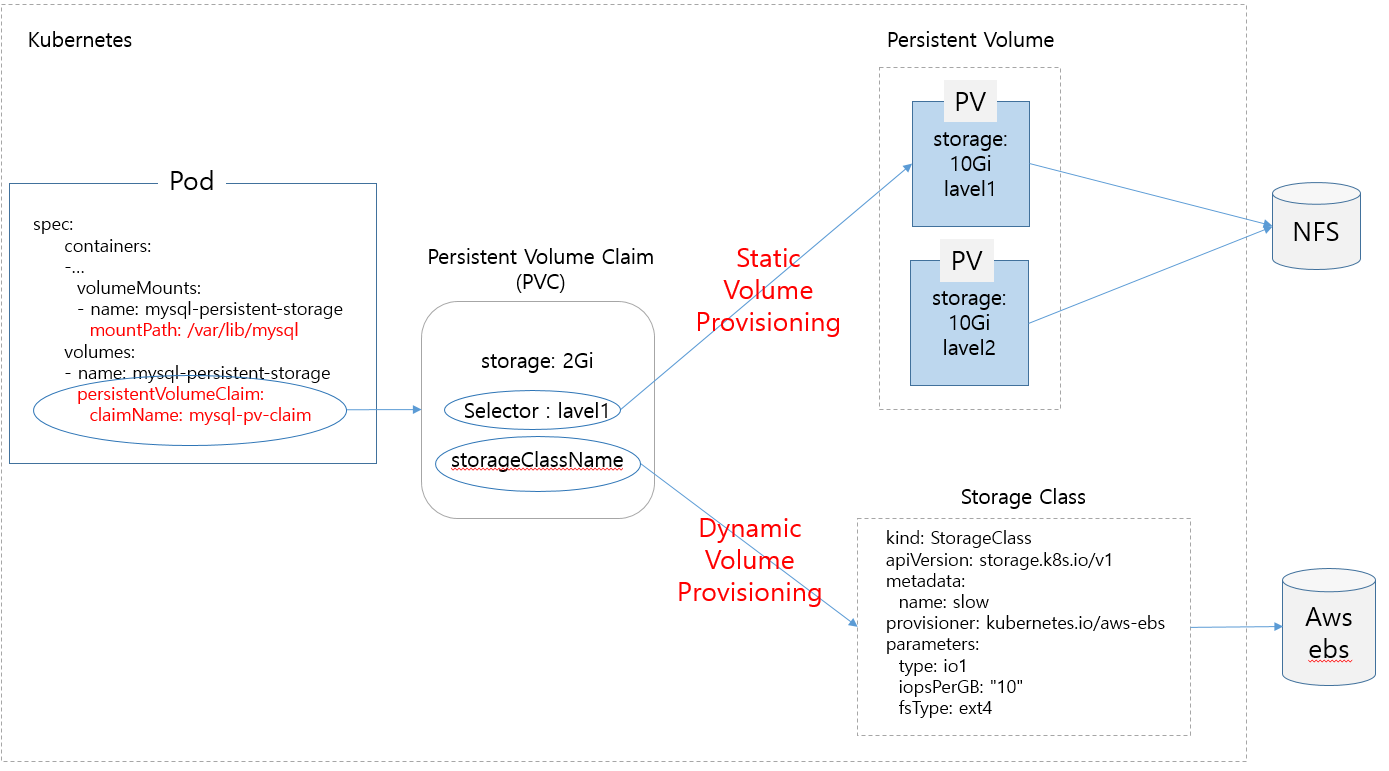 Kubernetes
Persistent Volume
Pod
spec:
containers:
-...
volumeMounts:
- name: mysql-persistent-storage
mountPath: /var/lib/mysql
volumes:
- name: mysql-persistent-storage
persistentVolumeClaim:
claimName: mysql-pv-claim
Persistent Volume Claim
(PVC)
storage: 2Gi
Selector : lavel1
storageClassName
Static
Volume
Provisioning
Dynamic
Volume
Provisioning
PV
storage:
10Gi
lavel1
PV
storage:
10Gi
lavel2
NFS
Storage Class
kind: StorageClass
apiVersion: storage.k8s.io/v1
metadata:
name: slow
provisioner: kubernetes.io/aws-ebs
parameters:
type: io1
iopsPerGB: "10"
fsType: ext4
Aws
ebs